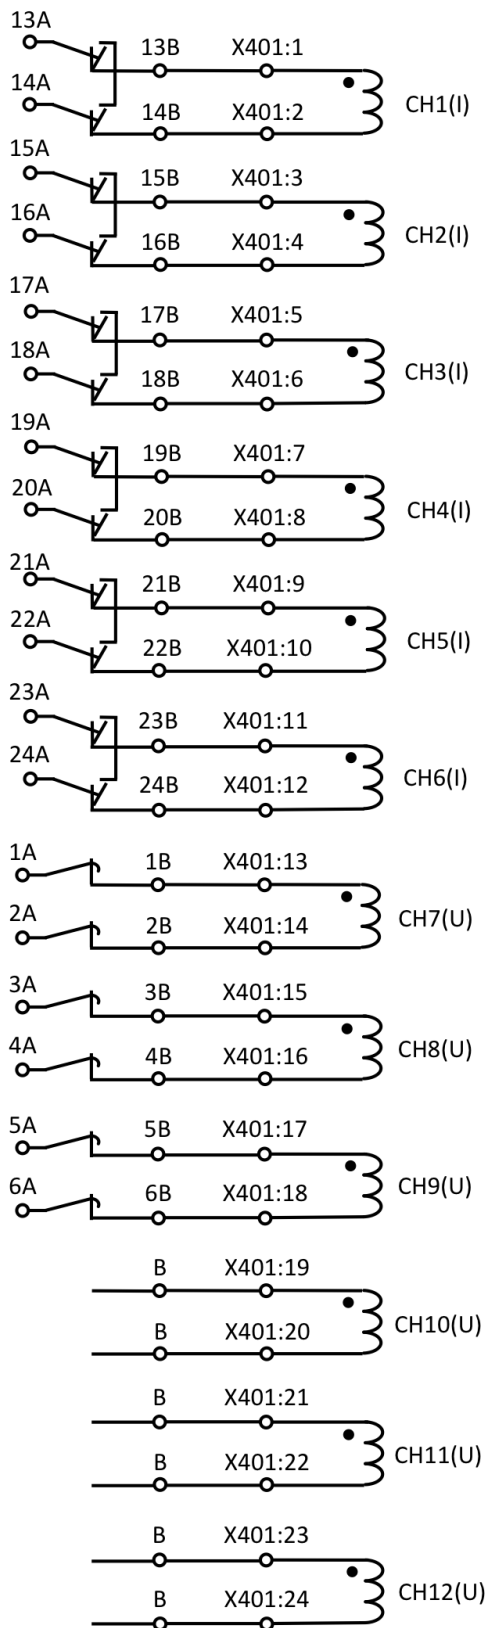 13A
13B X401:1
14A
14B X401:2
CH1(I)
15A
15B X401:3
16A
16B X401:4
CH2(I)
17A
17B X401:5
18A
18B X401:6
CH3(I)
19A
19B X401:7
20A
20B X401:8
CH4(I)
21A
21B X401:9
22A
22B X401:10
CH5(I)
23A
23B X401:11
24A
24B X401:12
CH6(I)
1A
1B X401:13
2A
2B X401:14
CH7(U)
3A
3B X401:15
4A
4B X401:16
CH8(U)
5A
5B X401:17
6A
6B X401:18
CH9(U)
B X401:19
B X401:20
CH10(U)
B X401:21
B X401:22
CH11(U)
B X401:23
B X401:24
CH12(U)